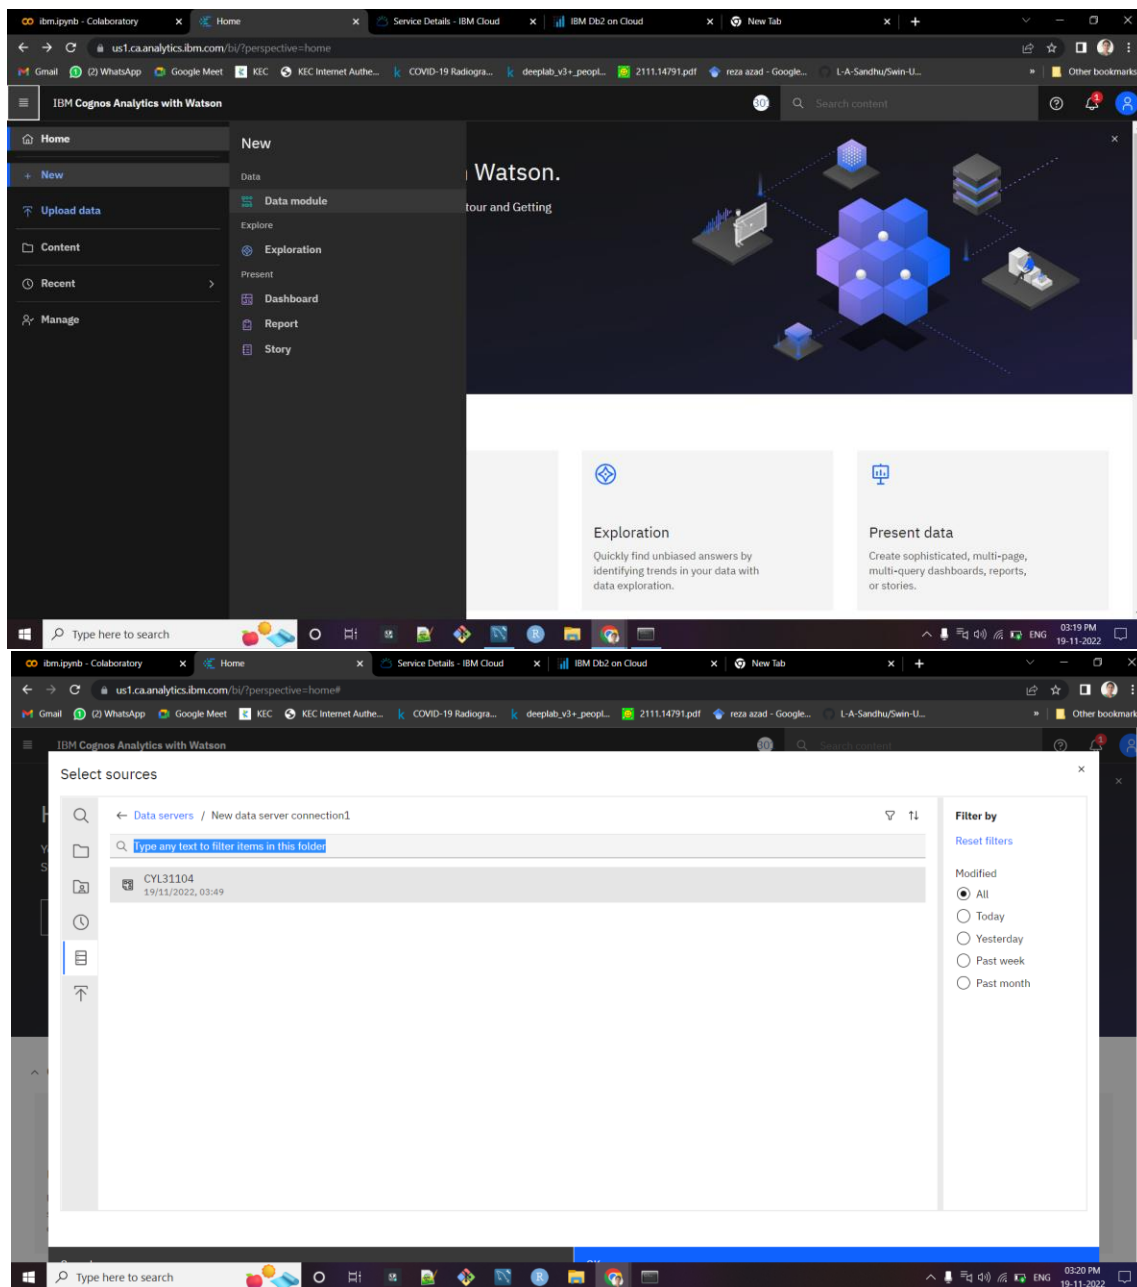 ibm.ipynb - Colaboratory
Home
Service Details - IBM Cloud
IBM Db2 on Cloud
New Tab
us1.ca.analytics.ibm.com/bi/?perspective=home
Gmail
(2) WhatsApp
Google Meet
KEC
KEC Internet Authe...
COVID-19 Radiogra...
deeplab_v3+_peopl...
2111.14791.pdf
reza azad - Google...
L-A-Sandhu/Swin-U...
Other bookmarks
IBM Cognos Analytics with Watson
Search content
1
Home
New
Upload data
Content
Recent
Manage
New
Data
Data module
Explore
Exploration
Present
Dashboard
Report
Story
Watson.
tour and Getting
Exploration
Quickly find unbiased answers by
identifying trends in your data with
data exploration.
Present data
Create sophisticated, multi-page,
multi-query dashboards, reports,
or stories.
Type here to search
ENG
03:19 PM
19-11-2022
ibm.ipynb - Colaboratory
Home
Service Details - IBM Cloud
IBM Db2 on Cloud
New Tab
us1.ca.analytics.ibm.com/bi/?perspective=home#
Gmail
(2) WhatsApp
Google Meet
KEC
KEC Internet Authe...
COVID-19 Radiogra...
deeplab_v3+_peopl...
2111.14791.pdf
reza azad - Google...
L-A-Sandhu/Swin-U...
Other bookmark
IBM Cognos Analytics with Watson
Search content
Select sources
Data servers / New data server connection1
Type any text to filter items in this folder
CYL31104
19/11/2022, 03:49
Filter by
Reset filters
Modified
All
Today
Yesterday
Past week
Past month
Type here to search
ENG
03:20 PM
19-11-2022